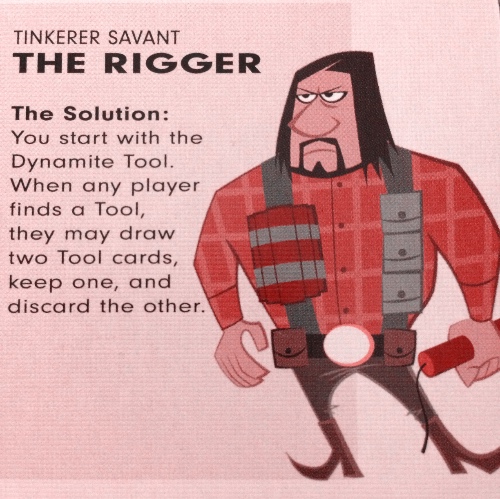 TINKERER SAVANT
THE RIGGER
The Solution:
You start with the
Dynamite Tool.
When any player
finds a Tool,
they may draw
two Tool cards,
keep one, and
discard the other.